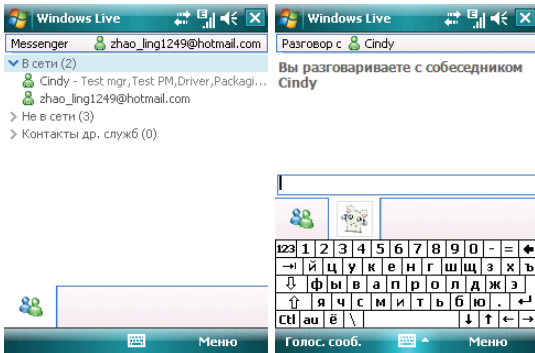 Windows Live
Messenger zhao_ling1249@hotmail.com
В сети (2)
Cindy - Test mgr,Test PM,Driver,Packagi...
zhao_ling1249@hotmail.com
Не в сети (3)
Контакты др. служб (0)
Меню
Windows Live
Разговор с Cindy
Вы разговариваете с собеседником
Cindy
123 1 2 3 4 5 6 7 8 9 0 - =
й ц у к е н г ш щ з х ъ
ф ы в а п р о л д ж э
я ч с м и т ь б ю .
Ctl au ё \
Голос. сооб. Меню